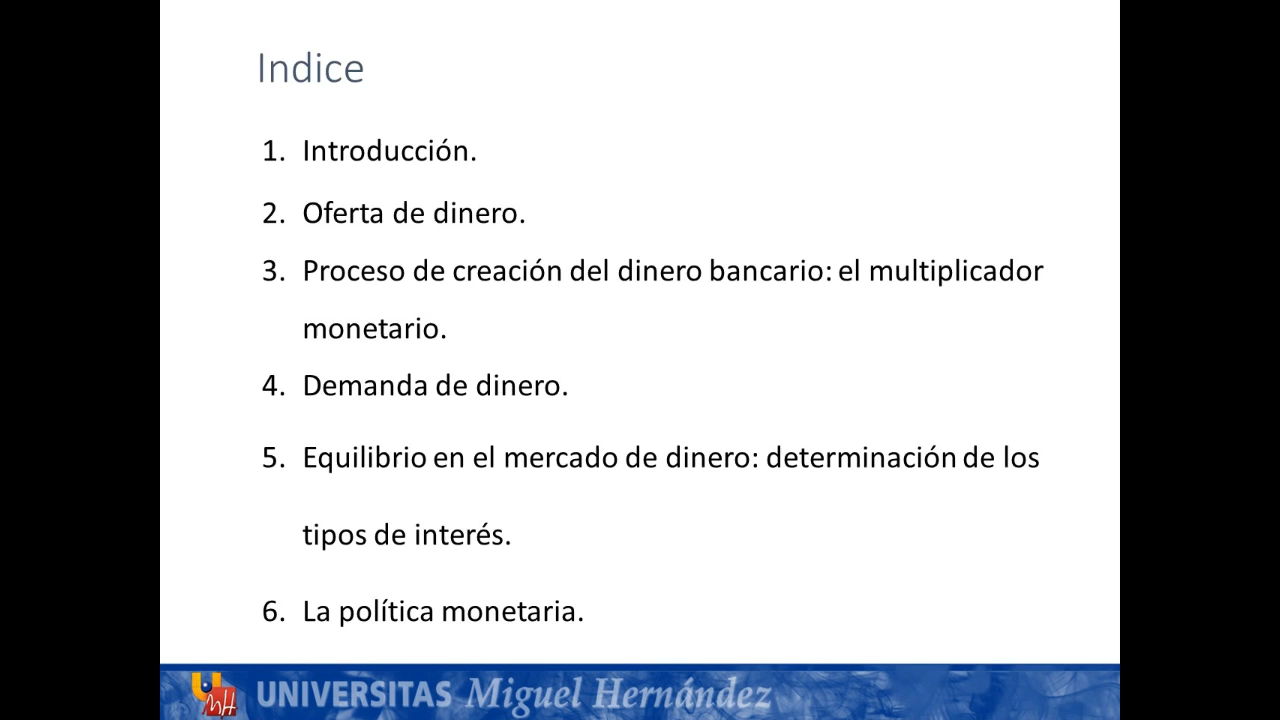 Indice
1. Introducción.
2. Oferta de dinero.
3. Proceso de creación del dinero bancario: el multiplicador
monetario.
4. Demanda de dinero.
5. Equilibrio en el mercado de dinero: determinación de los
tipos de interés.
6. La política monetaria.
UNIVERSITAS Miguel Hernández